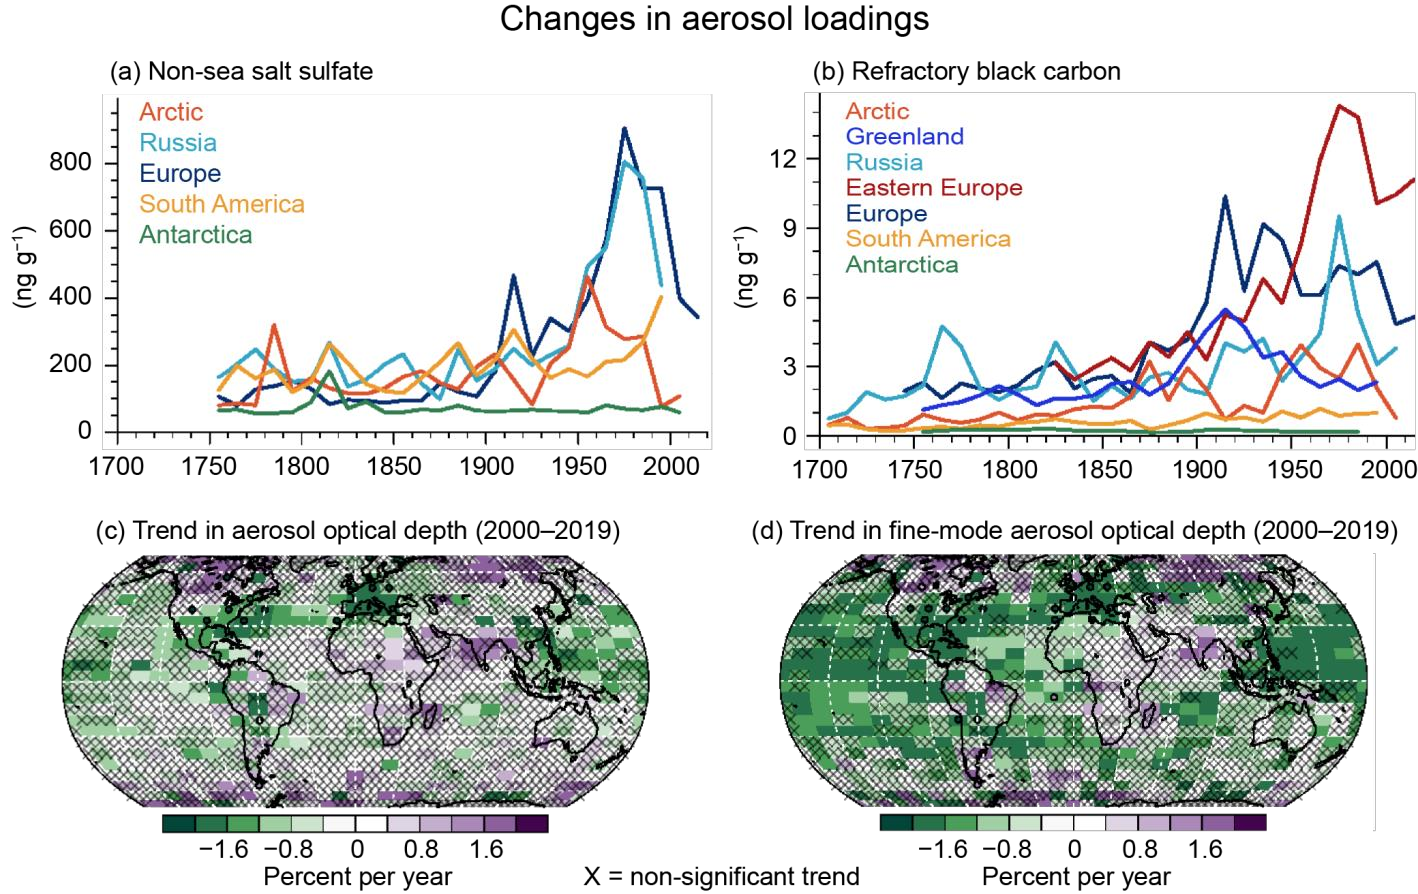 Changes in aerosol loadings
(a) Non-sea salt sulfate
Arctic
Russia
Europe
South America
Antarctica
(ng g⁻¹)
800
600
400
200
0
1700 1750 1800 1850 1900 1950 2000
(b) Refractory black carbon
Arctic
Greenland
Russia
Eastern Europe
Europe
South America
Antarctica
(ng g⁻¹)
12
9
6
3
0
1700 1750 1800 1850 1900 1950 2000
(c) Trend in aerosol optical depth (2000–2019)
−1.6 −0.8 0 0.8 1.6
Percent per year
(d) Trend in fine-mode aerosol optical depth (2000–2019)
−1.6 −0.8 0 0.8 1.6
Percent per year
X = non-significant trend